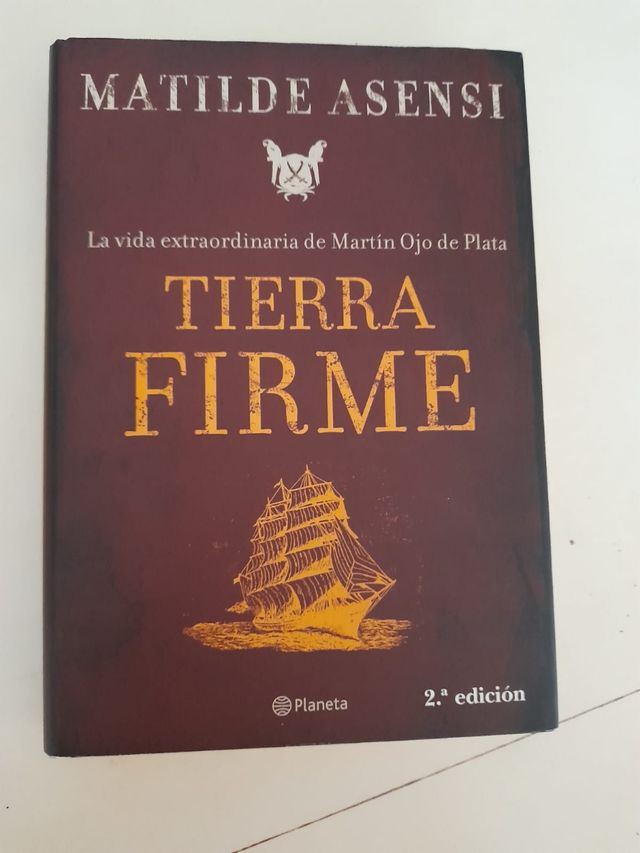 MATILDE ASENSI
La vida extraordinaria de Martín Ojo de Plata
TIERRA
FIRME
Planeta
2.ª edición